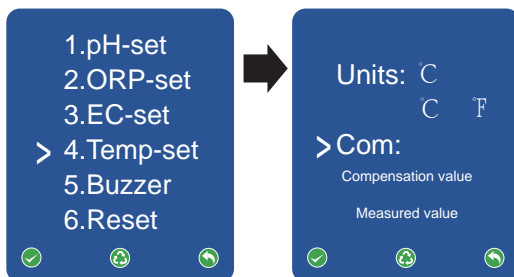 1.pH-set
2.ORP-set
3.EC-set
> 4.Temp-set
5.Buzzer
6.Reset
Units: ℃
℃ ℉
> Com:
Compensation value
Measured value